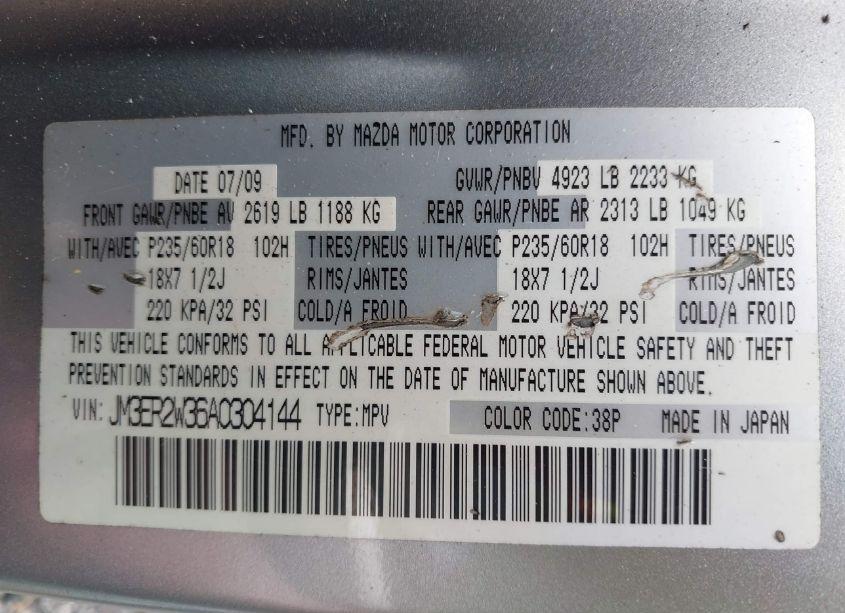 MFD. BY MAZDA MOTOR CORPORATION
DATE 07/09 GVWR/PNBV 4923 LB 2233 KG
FRONT GAWR/PNBE AV 2619 LB 1188 KG REAR GAWR/PNBE AR 2313 LB 1049 KG
WITH/AVEC P235/60R18 102H TIRES/PNEUS WITH/AVEC P235/60R18 102H TIRES/PNEUS
18X7 1/2J RIMS/JANTES 18X7 1/2J RIMS/JANTES
220 KPA/32 PSI COLD/A FROID 220 KPA/32 PSI COLD/A FROID
THIS VEHICLE CONFORMS TO ALL APPLICABLE FEDERAL MOTOR VEHICLE SAFETY AND THEFT
PREVENTION STANDARDS IN EFFECT ON THE DATE OF MANUFACTURE SHOWN ABOVE.
VIN: JM3ER2W36A0304144 TYPE:MPV COLOR CODE:38P MADE IN JAPAN